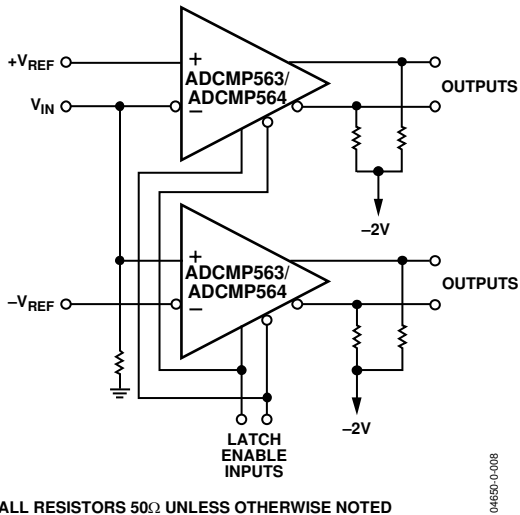 +VREF
VIN
+
ADCMP563/
ADCMP564
−
OUTPUTS
−2V
+
ADCMP563/
ADCMP564
−
−VREF
OUTPUTS
−2V
LATCH
ENABLE
INPUTS
ALL RESISTORS 50Ω UNLESS OTHERWISE NOTED
04650-0-008